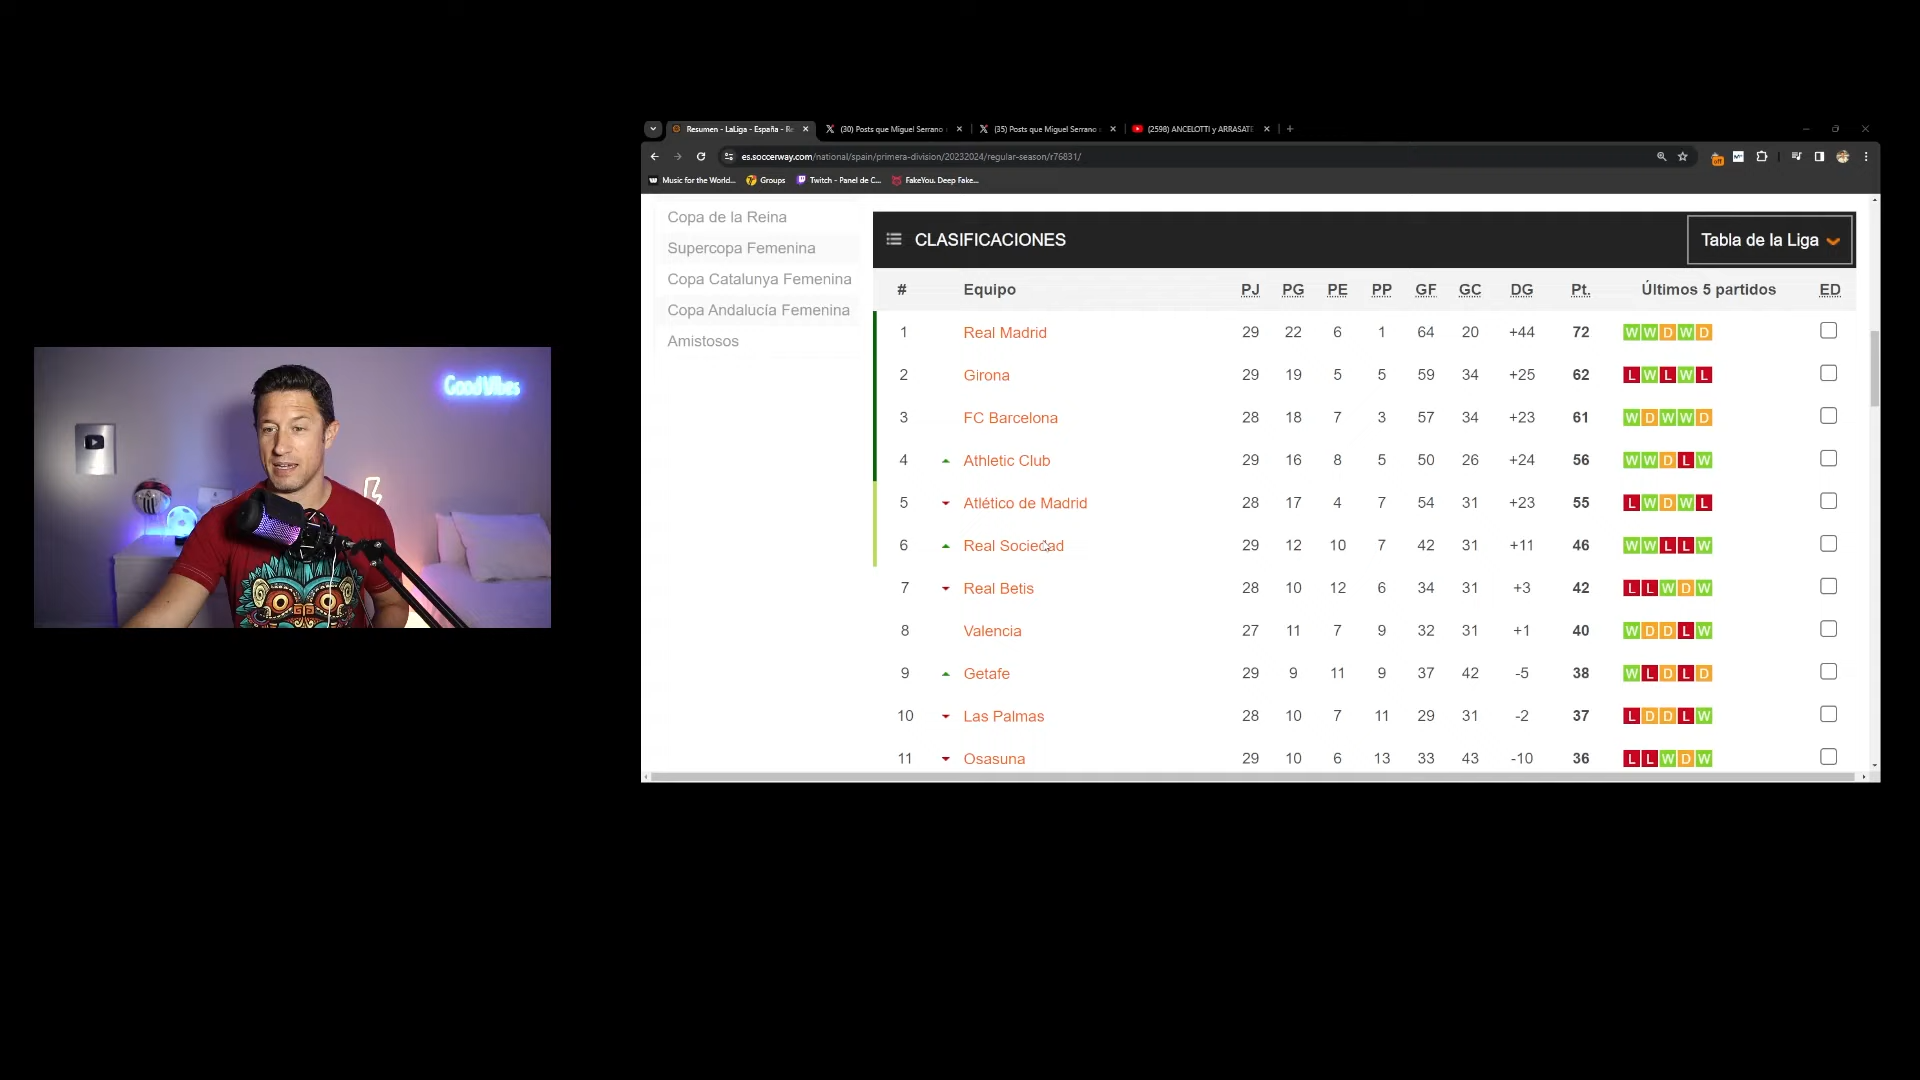 Good Vibes
Resumen - LaLiga - España - Re
(30) Posts que Miguel Serrano
(35) Posts que Miguel Serrano
(2598) ANCELOTTI y ARRASATE
es.soccerway.com/national/spain/primera-division/20232024/regular-season/r76831/
Music for the World... Groups Twitch - Panel de C... FakeYou. Deep Fake...
Copa de la Reina
Supercopa Femenina
Copa Catalunya Femenina
Copa Andalucía Femenina
Amistosos
CLASIFICACIONES Tabla de la Liga
# Equipo PJ PG PE PP GF GC DG Pt. Últimos 5 partidos ED
1 Real Madrid 29 22 6 1 64 20 +44 72 W W D W D
2 Girona 29 19 5 5 59 34 +25 62 L W L W L
3 FC Barcelona 28 18 7 3 57 34 +23 61 W D W W D
4 Athletic Club 29 16 8 5 50 26 +24 56 W W D L W
5 Atlético de Madrid 28 17 4 7 54 31 +23 55 L W D W L
6 Real Sociedad 29 12 10 7 42 31 +11 46 W W L L W
7 Real Betis 28 10 12 6 34 31 +3 42 L L W D W
8 Valencia 27 11 7 9 32 31 +1 40 W D D L W
9 Getafe 29 9 11 9 37 42 -5 38 W L D L D
10 Las Palmas 28 10 7 11 29 31 -2 37 L D D L W
11 Osasuna 29 10 6 13 33 43 -10 36 L L W D W